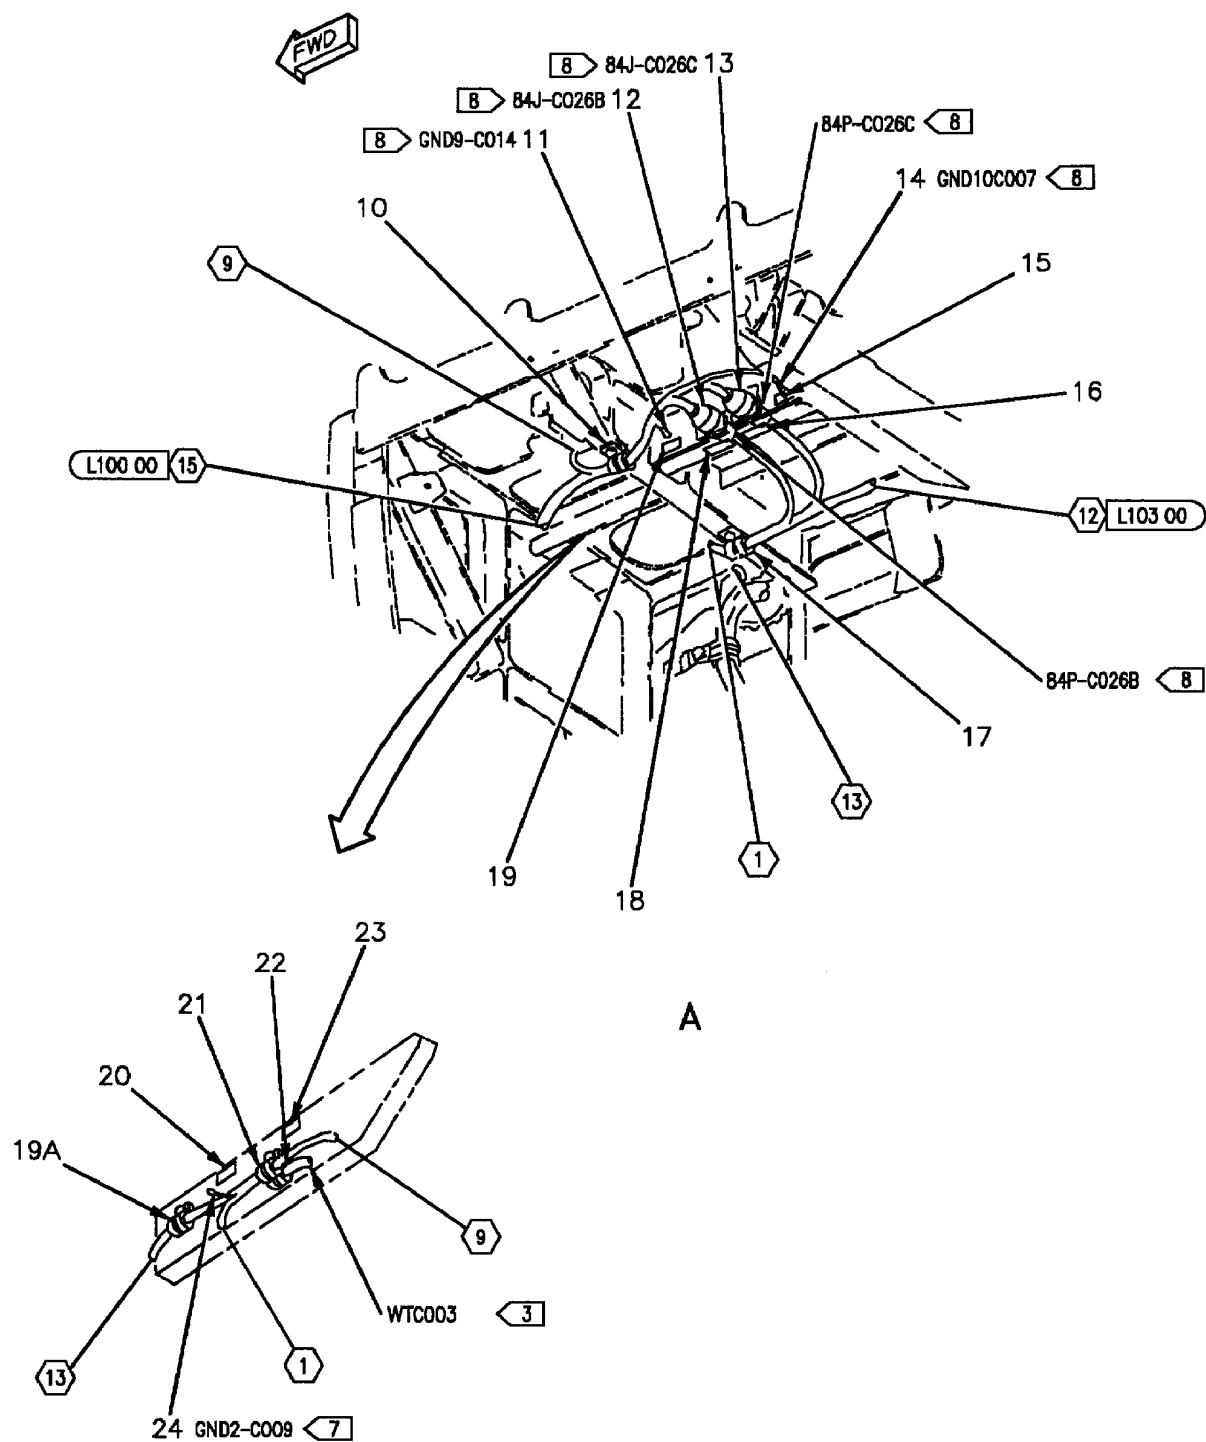 FWD
8 84J-C026C 13
8 84J-C026B 12
84P-C026C 8
8 GND9-C014 11
14 GND10C007 8
10
9
15
16
L100 00 15
12 L103 00
84P-C026B 8
17
13
19
1
18
23
22
A
21
20
19A
9
WTC003 3
1
13
24 GND2-C009 7